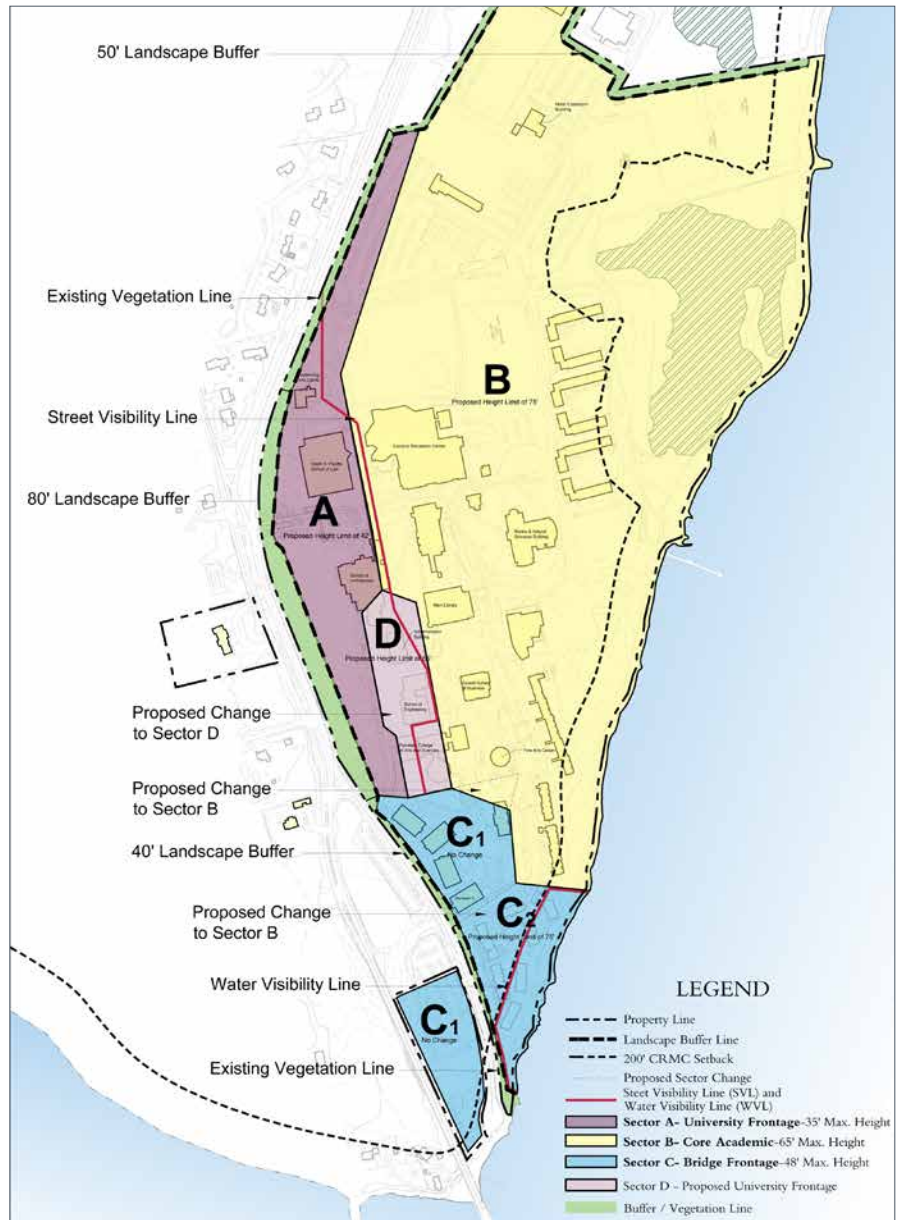 50' Landscape Buffer
Existing Vegetation Line
Street Visibility Line
80' Landscape Buffer
B
Proposed Height Limit of 75'
A
Proposed Height Limit of 42'
Main Library
D
Proposed Height Limit of
School of
Engineering
Proposed Change
to Sector D
Proposed Change
to Sector B
40' Landscape Buffer
C1
No Change
Proposed Change
to Sector B
C2
Proposed Height Limit of 75'
Water Visibility Line
C1
No Change
Existing Vegetation Line
LEGEND
Property Line
Landscape Buffer Line
200' CRMC Setback
Proposed Sector Change
Steet Visibility Line (SVL) and
Water Visibility Line (WVL)
Sector A- University Frontage-35' Max. Height
Sector B- Core Academic-65' Max. Height
Sector C- Bridge Frontage-48' Max. Height
Sector D - Proposed University Frontage
Buffer / Vegetation Line